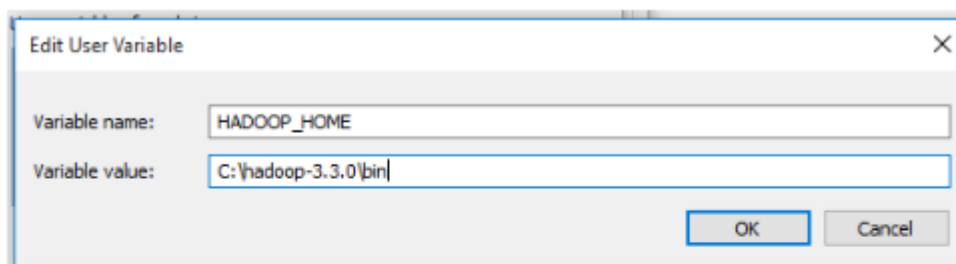 Edit User Variable
Variable name: HADOOP_HOME
Variable value: C:\hadoop-3.3.0\bin
OK Cancel